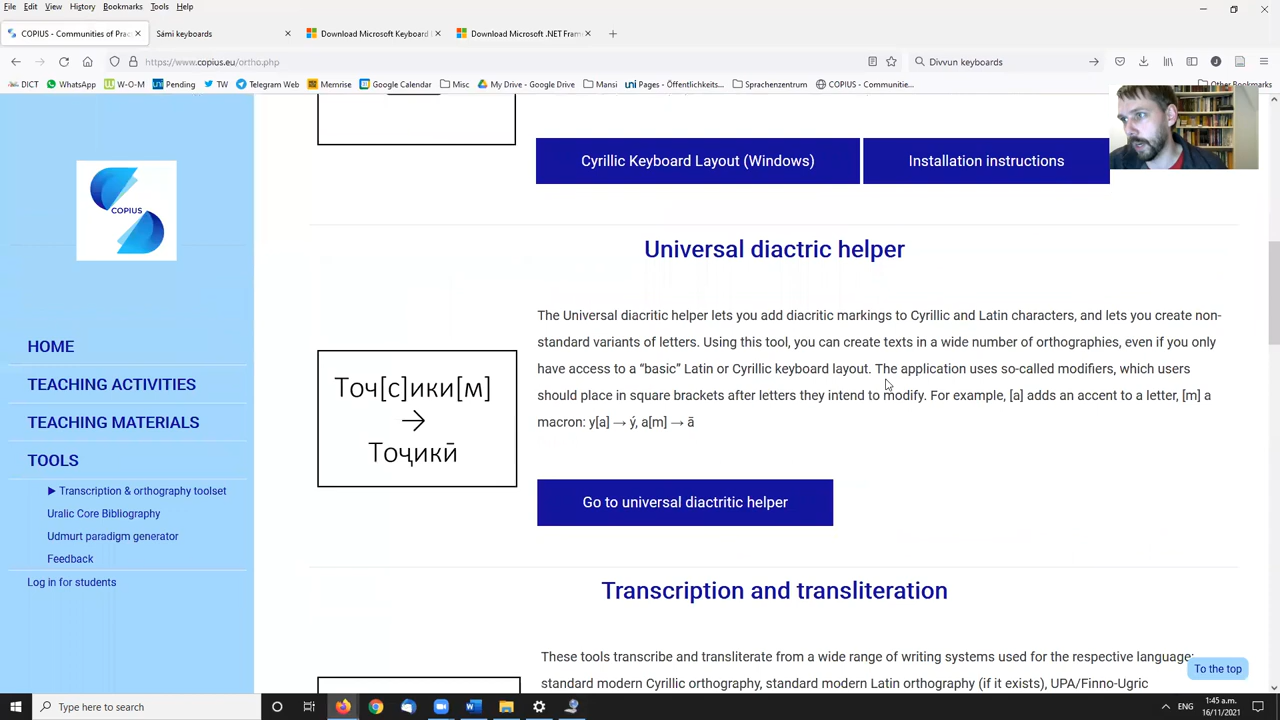 File Edit View History Bookmarks Tools Help
COPIUS - Communities of Prac
Sámi keyboards
Download Microsoft Keyboard
Download Microsoft .NET Fram
https://www.copius.eu/ortho.php
Divvun keyboards
DICT
WhatsApp
W-O-M
Pending
TW
Telegram Web
Memrise
Google Calendar
Misc
My Drive - Google Drive
Mansi
Pages - Öffentlichkeits...
Sprachenzentrum
COPIUS - Communitie...
Other Bookmarks
COPIUS
HOME
TEACHING ACTIVITIES
TEACHING MATERIALS
TOOLS
▶ Transcription & orthography toolset
Uralic Core Bibliography
Udmurt paradigm generator
Feedback
Log in for students
Cyrillic Keyboard Layout (Windows)
Installation instructions
Universal diactric helper
Точ[с]ики[м]
→
Тоҷикӣ
The Universal diacritic helper lets you add diacritic markings to Cyrillic and Latin characters, and lets you create non-
standard variants of letters. Using this tool, you can create texts in a wide number of orthographies, even if you only
have access to a “basic” Latin or Cyrillic keyboard layout. The application uses so-called modifiers, which users
should place in square brackets after letters they intend to modify. For example, [a] adds an accent to a letter, [m] a
macron: y[a] → ý, a[m] → ā
Go to universal diactritic helper
Transcription and transliteration
These tools transcribe and transliterate from a wide range of writing systems used for the respective language:
standard modern Cyrillic orthography, standard modern Latin orthography (if it exists), UPA/Finno-Ugric
To the top
Type here to search
ENG
1:45 a.m.
16/11/2021